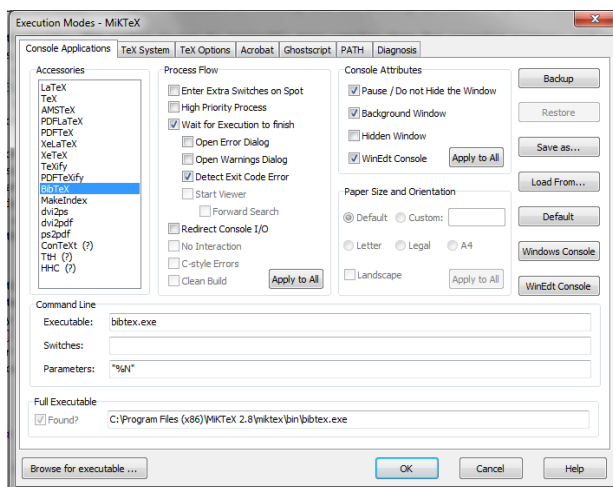 Execution Modes - MiKTeX
Console Applications
TeX System
TeX Options
Acrobat
Ghostscript
PATH
Diagnosis
Accessories
LaTeX
TeX
AMSTeX
PDFLaTeX
PDFTeX
XeLaTeX
XeTeX
TeXify
PDFTeXify
BibTeX
MakeIndex
dvi2ps
dvi2pdf
ps2pdf
ConTeXt (?)
TtH (?)
HHC (?)
Process Flow
Enter Extra Switches on Spot
High Priority Process
Wait for Execution to finish
Open Error Dialog
Open Warnings Dialog
Detect Exit Code Error
Start Viewer
Forward Search
Redirect Console I/O
No Interaction
C-style Errors
Clean Build
Apply to All
Console Attributes
Pause / Do not Hide the Window
Background Window
Hidden Window
WinEdt Console
Apply to All
Paper Size and Orientation
Default
Custom:
Letter
Legal
A4
Landscape
Apply to All
Backup
Restore
Save as...
Load From...
Default
Windows Console
WinEdt Console
Command Line
Executable:
bibtex.exe
Switches:
Parameters:
"%N"
Full Executable
Found?
C:\Program Files (x86)\MiKTeX 2.8\miktex\bin\bibtex.exe
Browse for executable ...
OK
Cancel
Help